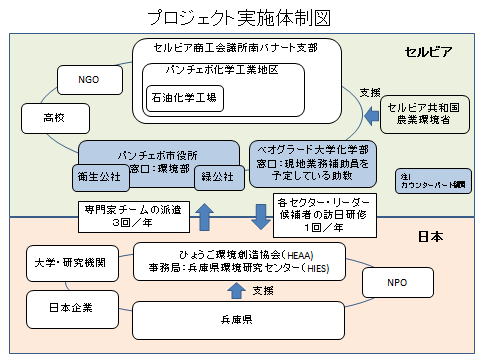 プロジェクト実施体制図
セルビア商工会議所南バナート支部
セルビア
パンチェボ化学工業地区
NGO
石油化学工場
支援
高校
セルビア共和国
農業環境省
パンチェボ市役所
窓口：環境部
衛生公社
緑公社
ベオグラード大学化学部
窓口：現地業務補助員を
予定している助教
注）
カウンターパート機関
専門家チームの派遣
3回／年
各セクター・リーダー
候補者の訪日研修
1回／年
日本
大学・研究機関
ひょうご環境創造協会（HEAA）
事務局：兵庫県環境研究センター（HIES）
支援
NPO
日本企業
兵庫県